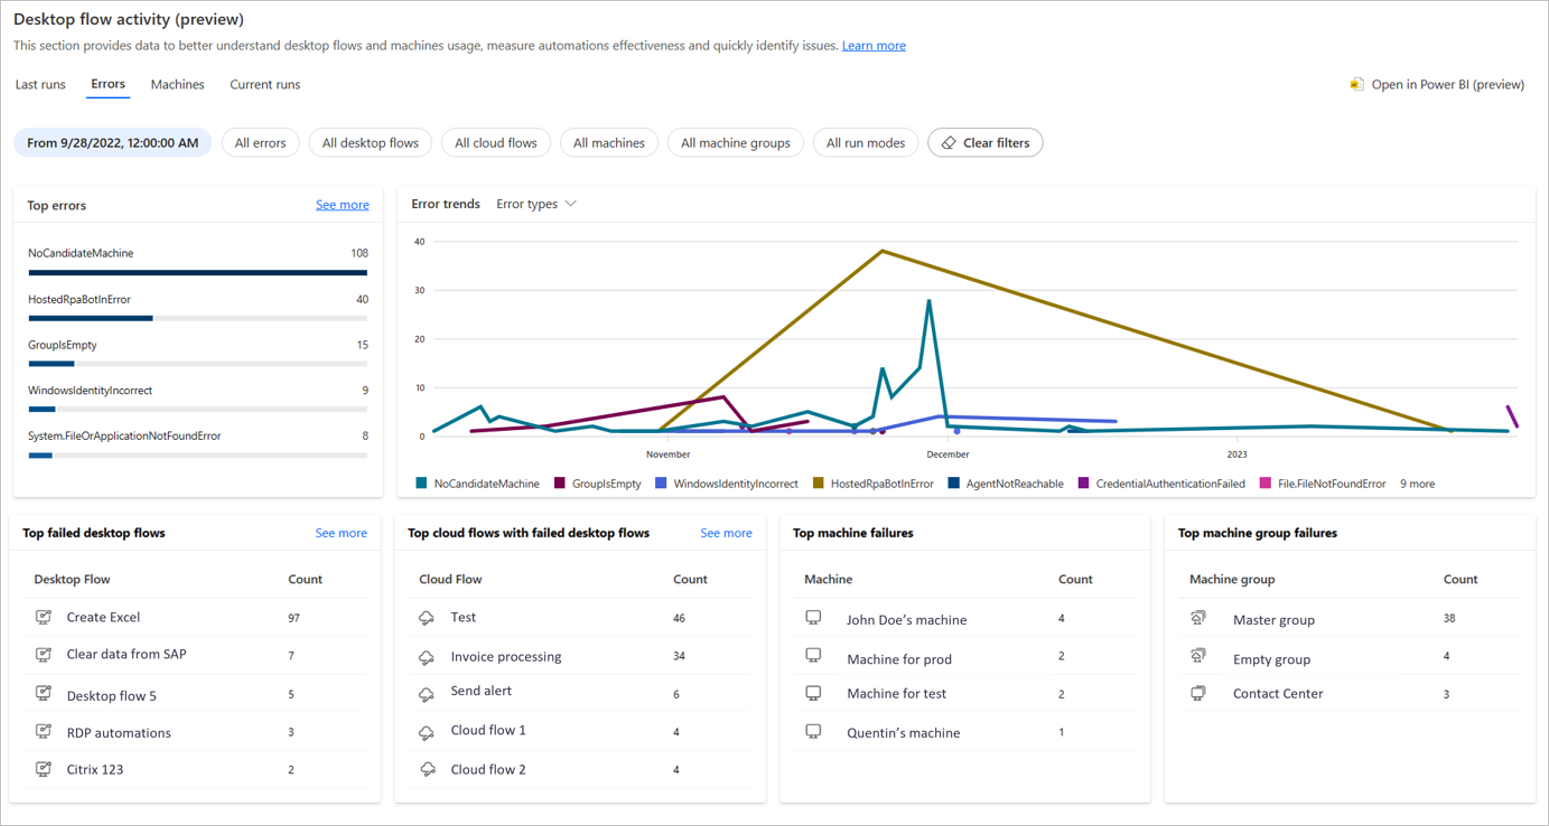 Desktop flow activity (preview)
This section provides data to better understand desktop flows and machines usage, measure automations effectiveness and quickly identify issues. Learn more
Last runs Errors Machines Current runs Open in Power BI (preview)
From 9/28/2022, 12:00:00 AM All errors All desktop flows All cloud flows All machines All machine groups All run modes Clear filters
Top errors See more
NoCandidateMachine 108
HostedRpaBotInError 40
GroupIsEmpty 15
WindowsIdentityIncorrect 9
System.FileOrApplicationNotFoundError 8
Error trends Error types
40
30
20
10
0
November December 2023
NoCandidateMachine GroupIsEmpty WindowsIdentityIncorrect HostedRpaBotInError AgentNotReachable CredentialAuthenticationFailed File.FileNotFoundError 9 more
Top failed desktop flows See more
Desktop Flow Count
Create Excel 97
Clear data from SAP 7
Desktop flow 5 5
RDP automations 3
Citrix 123 2
Top cloud flows with failed desktop flows See more
Cloud Flow Count
Test 46
Invoice processing 34
Send alert 6
Cloud flow 1 4
Cloud flow 2 4
Top machine failures
Machine Count
John Doe's machine 4
Machine for prod 2
Machine for test 2
Quentin's machine 1
Top machine group failures
Machine group Count
Master group 38
Empty group 4
Contact Center 3